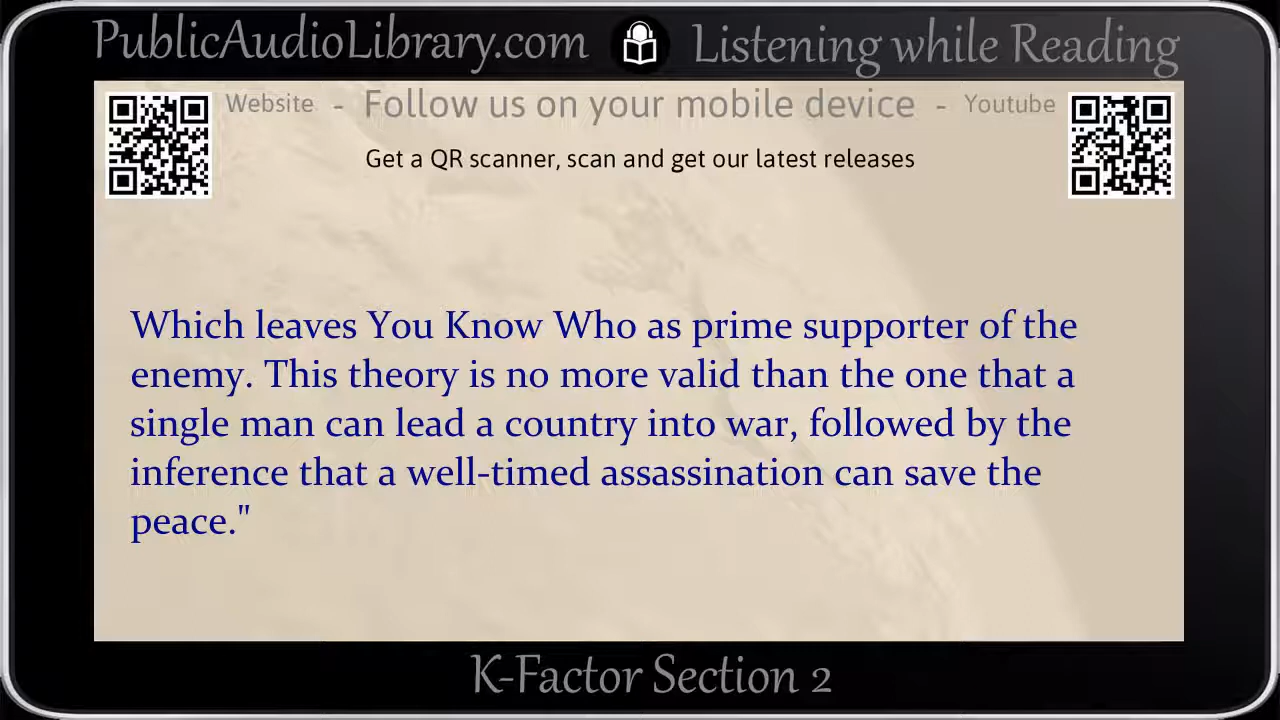 PublicAudioLibrary.com Listening while Reading
Website - Follow us on your mobile device - Youtube
Get a QR scanner, scan and get our latest releases
Which leaves You Know Who as prime supporter of the
enemy. This theory is no more valid than the one that a
single man can lead a country into war, followed by the
inference that a well-timed assassination can save the
peace."
K-Factor Section 2